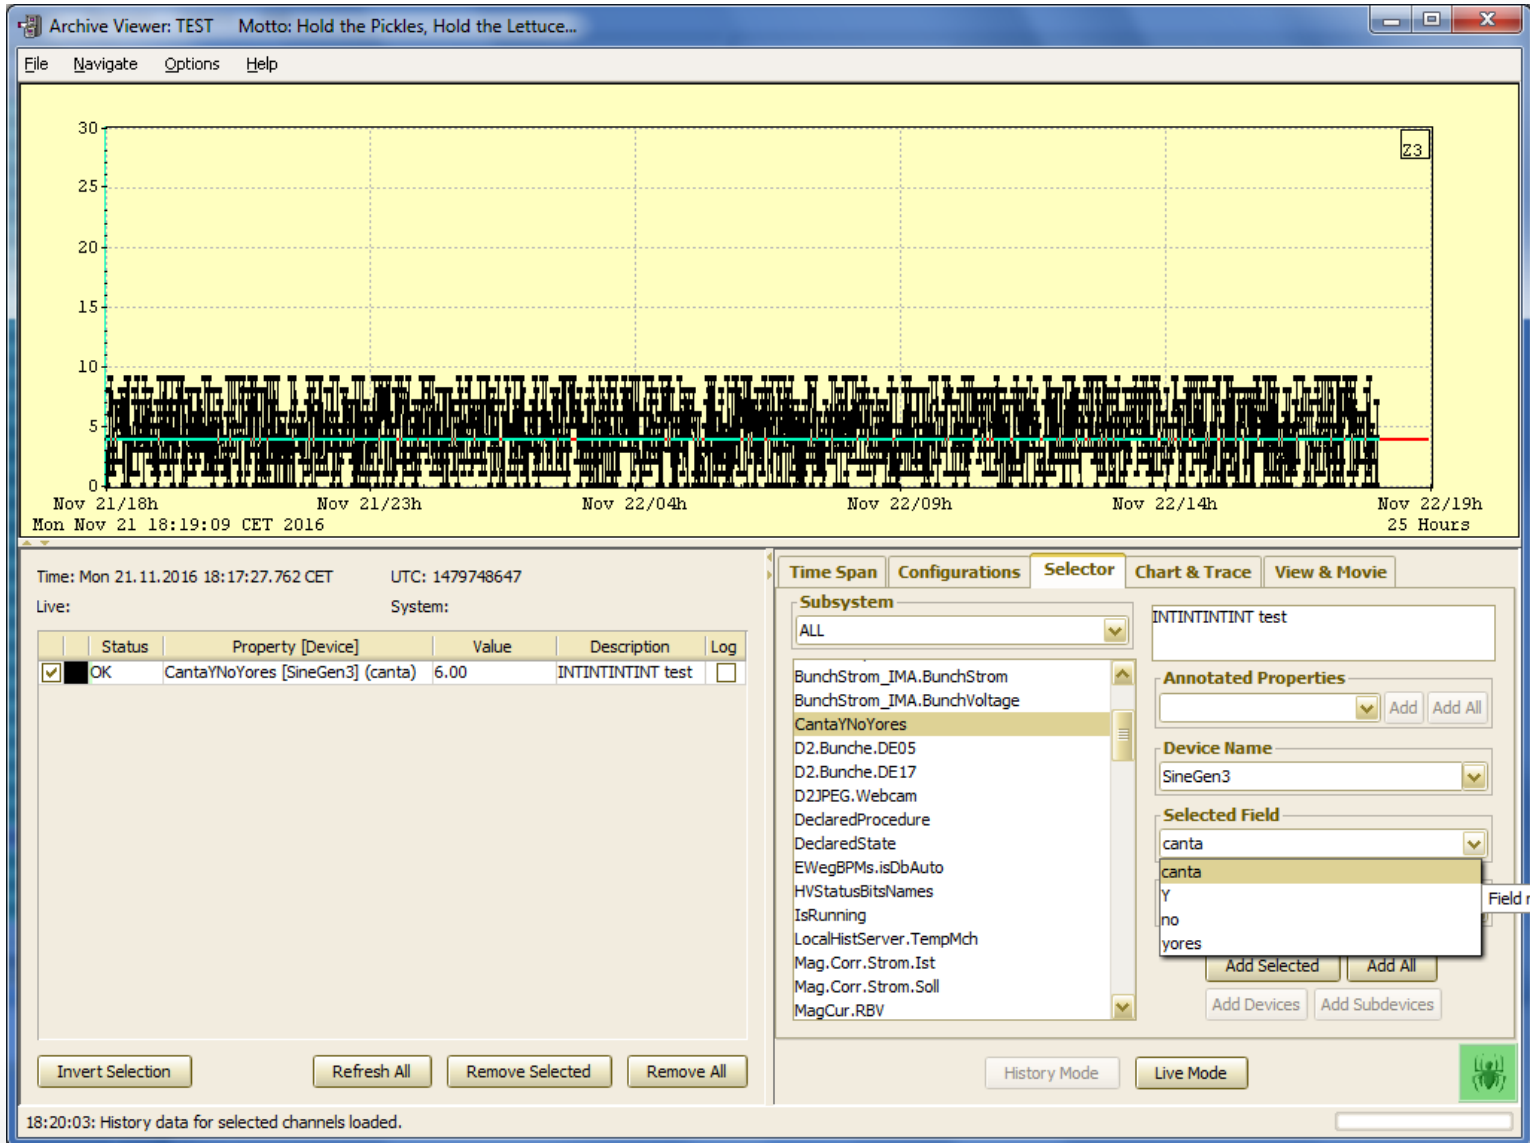 Archive Viewer: TEST Motto: Hold the Pickles, Hold the Lettuce...
File Navigate Options Help
30
Z3
25
20
15
10
5
0
Nov 21/18h Nov 21/23h Nov 22/04h Nov 22/09h Nov 22/14h Nov 22/19h
Mon Nov 21 18:19:09 CET 2016 25 Hours
Time: Mon 21.11.2016 18:17:27.762 CET UTC: 1479748647
Live: System:
Status Property [Device] Value Description Log
OK CantaYNoYores [SineGen3] (canta) 6.00 INTINTINTINT test
Invert Selection Refresh All Remove Selected Remove All
Time Span Configurations Selector Chart & Trace View & Movie
Subsystem
ALL
BunchStrom_IMA.BunchStrom
BunchStrom_IMA.BunchVoltage
CantaYNoYores
D2.Bunche.DE05
D2.Bunche.DE17
D2JPEG.Webcam
DeclaredProcedure
DeclaredState
EWegBPMs.isDbAuto
HVStatusBitsNames
IsRunning
LocalHistServer.TempMch
Mag.Corr.Strom.Ist
Mag.Corr.Strom.Soll
MagCur.RBV
INTINTINTINT test
Annotated Properties
Add Add All
Device Name
SineGen3
Selected Field
canta
canta
Y
no
yores
Field
Add Selected Add All
Add Devices Add Subdevices
History Mode Live Mode
18:20:03: History data for selected channels loaded.